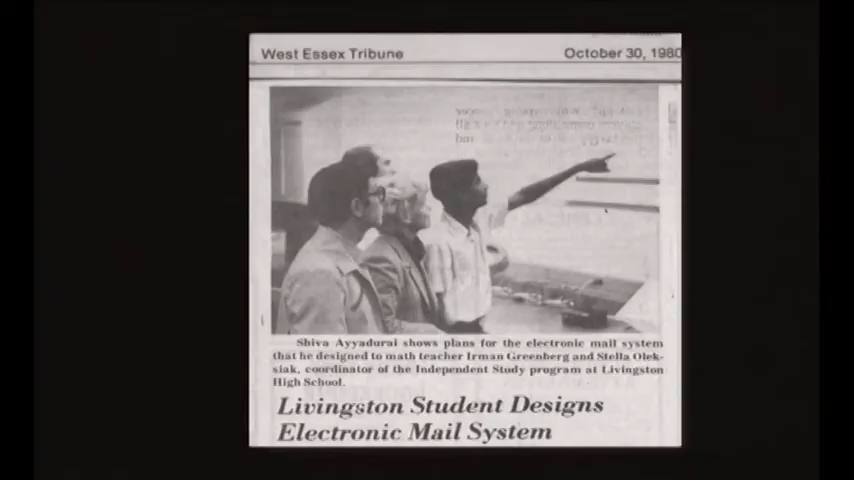 West Essex Tribune October 30, 1980
Shiva Ayyadurai shows plans for the electronic mail system
that he designed to math teacher Irman Greenberg and Stella Olek-
siak, coordinator of the Independent Study program at Livingston
High School.
Livingston Student Designs
Electronic Mail System